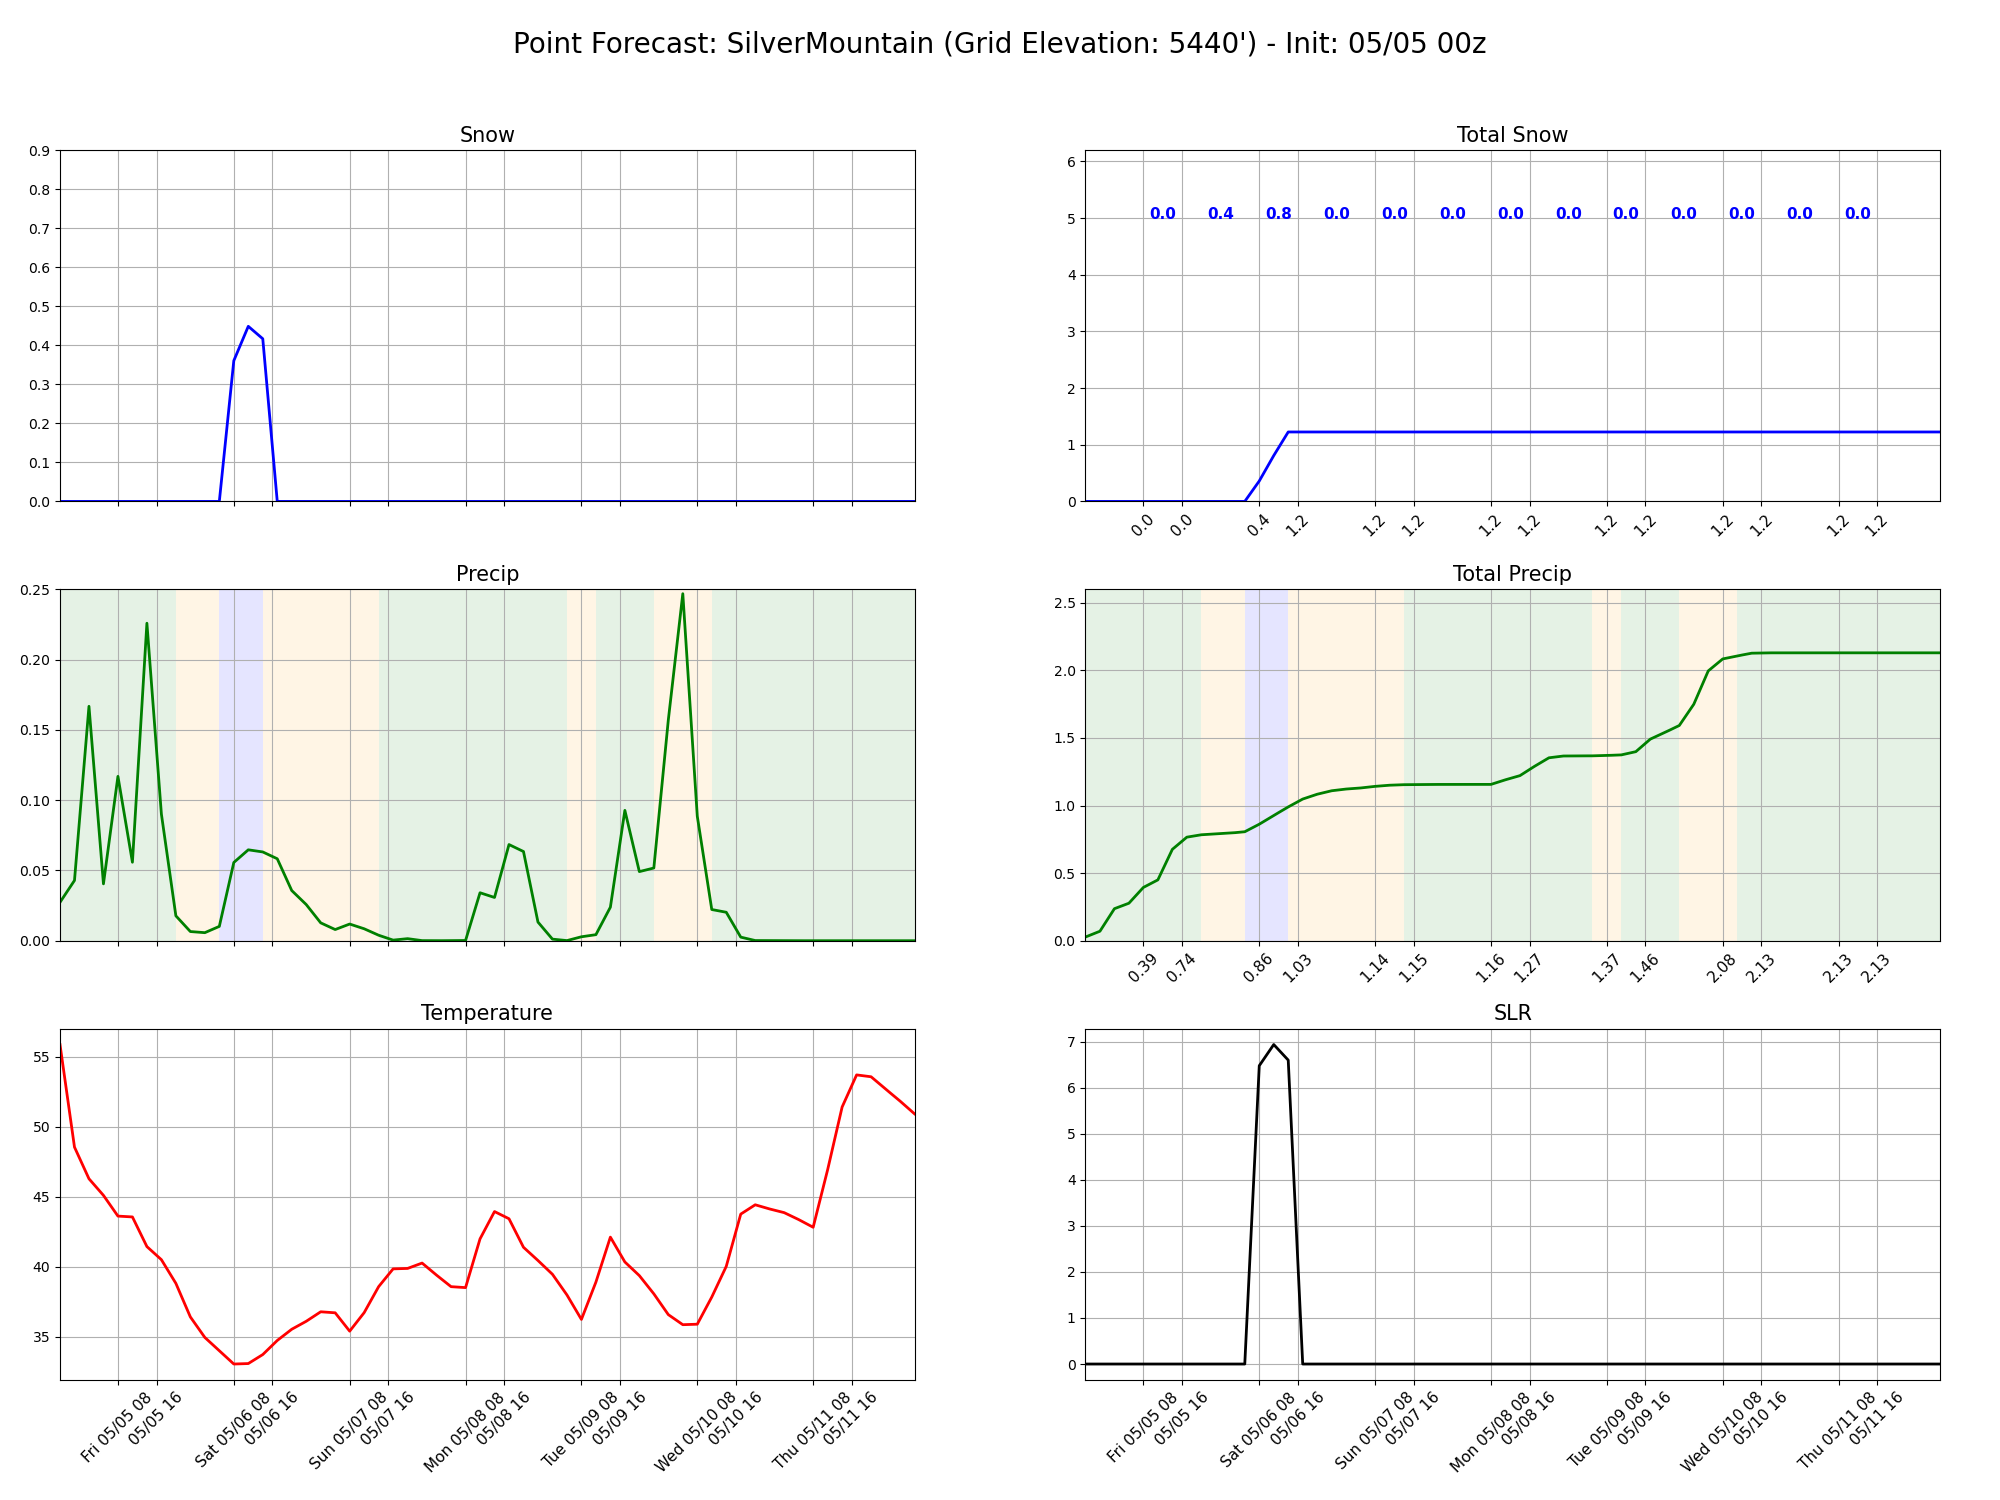 Point Forecast: SilverMountain (Grid Elevation: 5440') - Init: 05/05 00z
Snow
0.9
0.8
0.7
0.6
0.5
0.4
0.3
0.2
0.1
0.0
Total Snow
6
5
4
3
2
1
0
0.0 0.4 0.8 0.0 0.0 0.0 0.0 0.0 0.0 0.0 0.0 0.0 0.0
0.0 0.0 0.4 1.2 1.2 1.2 1.2 1.2 1.2 1.2 1.2 1.2 1.2 1.2
Precip
0.25
0.20
0.15
0.10
0.05
0.00
Total Precip
2.5
2.0
1.5
1.0
0.5
0.0
0.39 0.74 0.86 1.03 1.14 1.15 1.16 1.27 1.37 1.46 2.08 2.13 2.13 2.13
Temperature
55
50
45
40
35
Fri 05/05 08
05/05 16
Sat 05/06 08
05/06 16
Sun 05/07 08
05/07 16
Mon 05/08 08
05/08 16
Tue 05/09 08
05/09 16
Wed 05/10 08
05/10 16
Thu 05/11 08
05/11 16
SLR
7
6
5
4
3
2
1
0
Fri 05/05 08
05/05 16
Sat 05/06 08
05/06 16
Sun 05/07 08
05/07 16
Mon 05/08 08
05/08 16
Tue 05/09 08
05/09 16
Wed 05/10 08
05/10 16
Thu 05/11 08
05/11 16